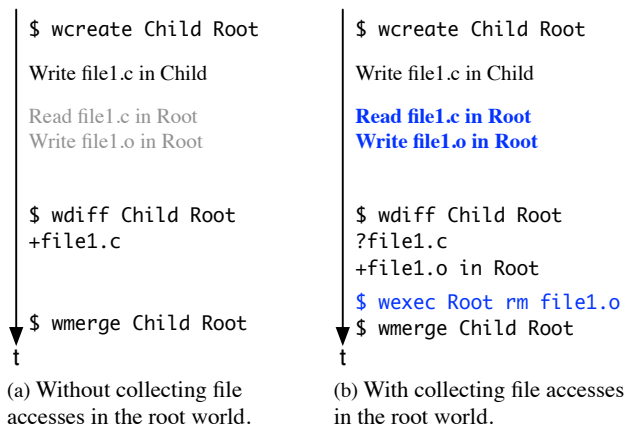 $ wcreate Child Root
Write file1.c in Child
Read file1.c in Root
Write file1.o in Root
$ wdiff Child Root
+file1.c
$ wmerge Child Root
t
(a) Without collecting file
accesses in the root world.
$ wcreate Child Root
Write file1.c in Child
Read file1.c in Root
Write file1.o in Root
$ wdiff Child Root
?file1.c
+file1.o in Root
$ wexec Root rm file1.o
$ wmerge Child Root
t
(b) With collecting file accesses
in the root world.